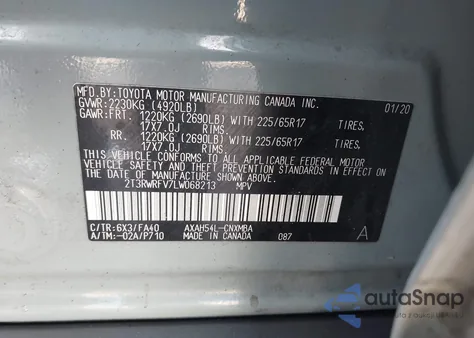 MFD.BY:TOYOTA MOTOR MANUFACTURING CANADA INC.
GVWR:2230KG (4920LB) 01/20
GAWR:FRT. 1220KG (2690LB) WITH 225/65R17 TIRES,
17X7.0J RIMS,
RR. 1220KG (2690LB) WITH 225/65R17 TIRES,
17X7.0J RIMS,
THIS VEHICLE CONFORMS TO ALL APPLICABLE FEDERAL MOTOR
VEHICLE SAFETY STANDARDS IN EFFECT ON THE DATE OF
MANUFACTURE SHOWN ABOVE.
2T3RWRFV7LW068213 MPV
C/TR:6X3/FA40 AXAH54L-CNXMBA
A/TM:-02A/P710 MADE IN CANADA 087 A
autoSnap